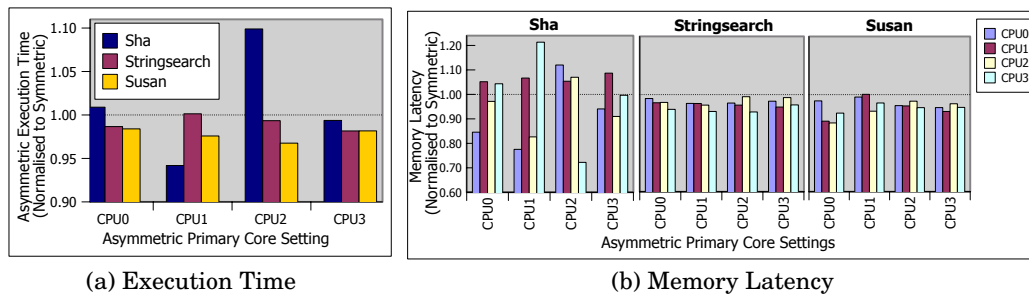 Asymmetric Execution Time
(Normalised to Symmetric)
1.10
1.05
1.00
0.95
0.90
Sha
Stringsearch
Susan
CPU0 CPU1 CPU2 CPU3
Asymmetric Primary Core Setting
(a) Execution Time
Sha Stringsearch Susan
Memory Latency
(Normalised to Symmetric)
1.20
1.10
1.00
0.90
0.80
0.70
0.60
CPU0
CPU1
CPU2
CPU3
CPU0 CPU1 CPU2 CPU3 CPU0 CPU1 CPU2 CPU3 CPU0 CPU1 CPU2 CPU3
Asymmetric Primary Core Settings
(b) Memory Latency